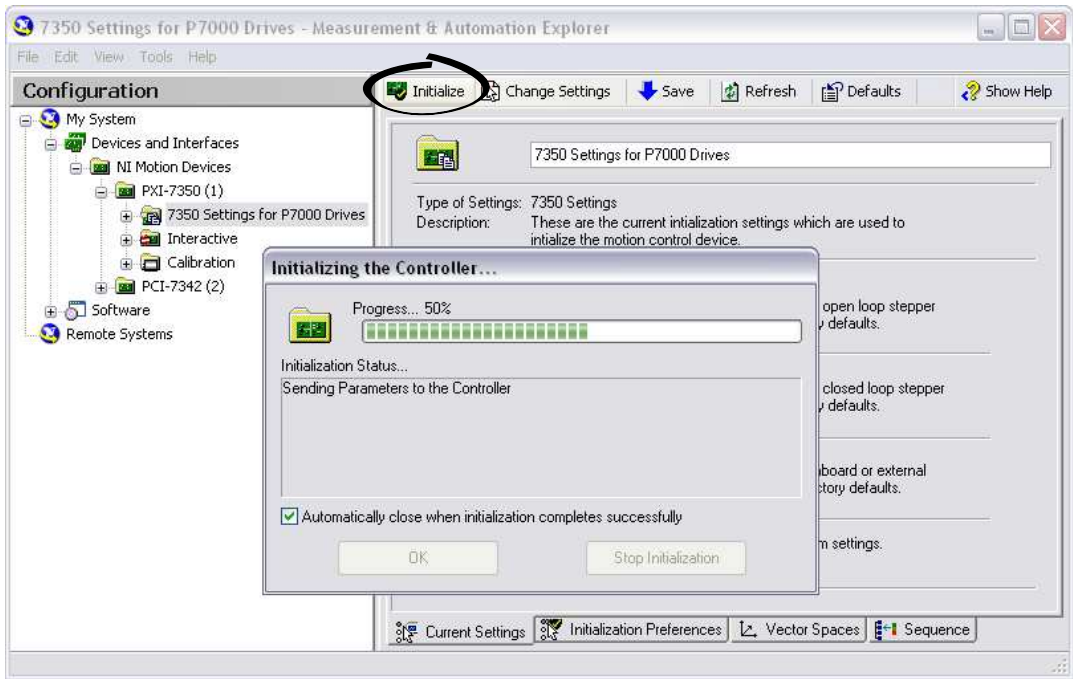 7350 Settings for P7000 Drives - Measurement & Automation Explorer
File Edit View Tools Help
Configuration
Initialize Change Settings Save Refresh Defaults Show Help
My System
Devices and Interfaces
NI Motion Devices
PXI-7350 (1)
7350 Settings for P7000 Drives
Interactive
Calibration
PCI-7342 (2)
Software
Remote Systems
7350 Settings for P7000 Drives
Type of Settings: 7350 Settings
Description: These are the current intialization settings which are used to
intialize the motion control device.
open loop stepper
defaults.
closed loop stepper
defaults.
or external
defaults.
settings.
Initializing the Controller...
Progress... 50%
Initialization Status...
Sending Parameters to the Controller
Automatically close when initialization completes successfully
OK Stop Initialization
Current Settings Initialization Preferences Vector Spaces Sequence